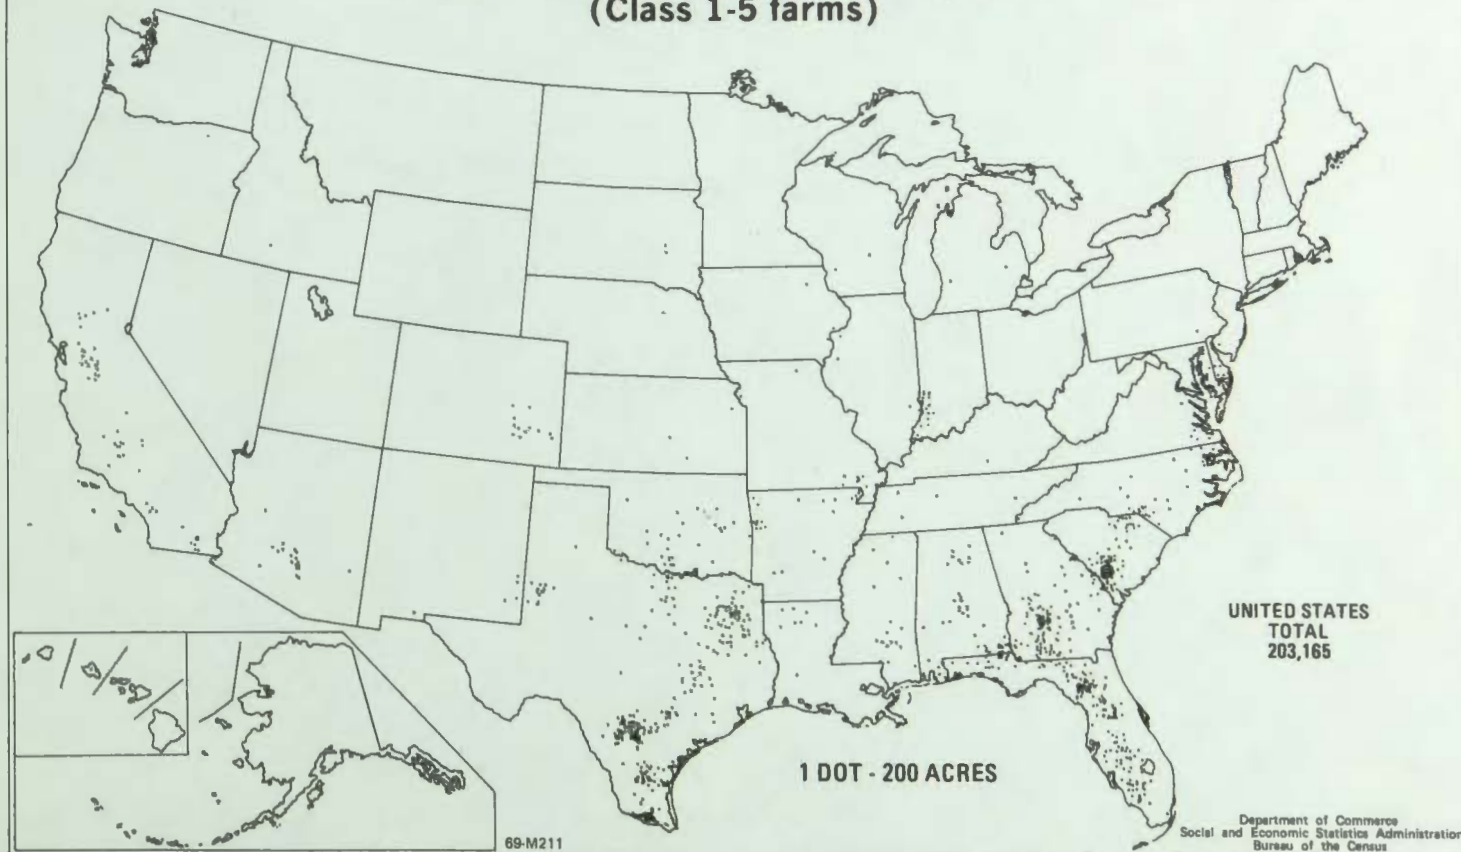 (Class 1-5 farms)
UNITED STATES
TOTAL
203,165
1 DOT - 200 ACRES
69-M211
Department of Commerce
Social and Economic Statistics Administration
Bureau of the Census